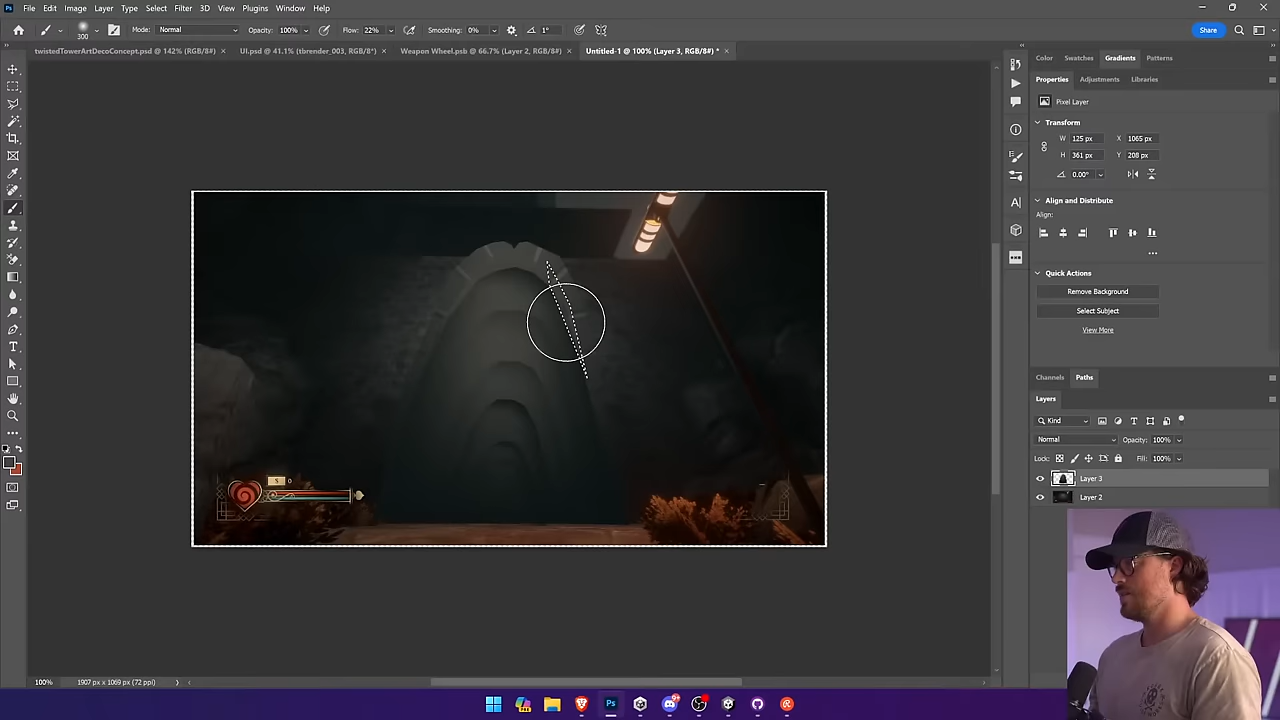 File Edit Image Layer Type Select Filter 3D View Plugins Window Help
300 Mode: Normal Opacity: 100% Flow: 22% Smoothing: 0% 1° Share
twistedTowerArtDecoConcept.psd @ 142% (RGB/8#) × UI.psd @ 41.1% (tbrender_003, RGB/8*) × Weapon Wheel.psb @ 66.7% (Layer 2, RGB/8#) × Untitled-1 @ 100% (Layer 3, RGB/8#) * ×
Color Swatches Gradients Patterns
Properties Adjustments Libraries
Pixel Layer
Transform
W 125 px X 1065 px
H 361 px Y 208 px
0.00°
Align and Distribute
Align:
Quick Actions
Remove Background
Select Subject
View More
Channels Paths
Layers
Kind
Normal Opacity: 100%
Lock: Fill: 100%
Layer 3
Layer 2
100% 1907 px x 1069 px (72 ppi)